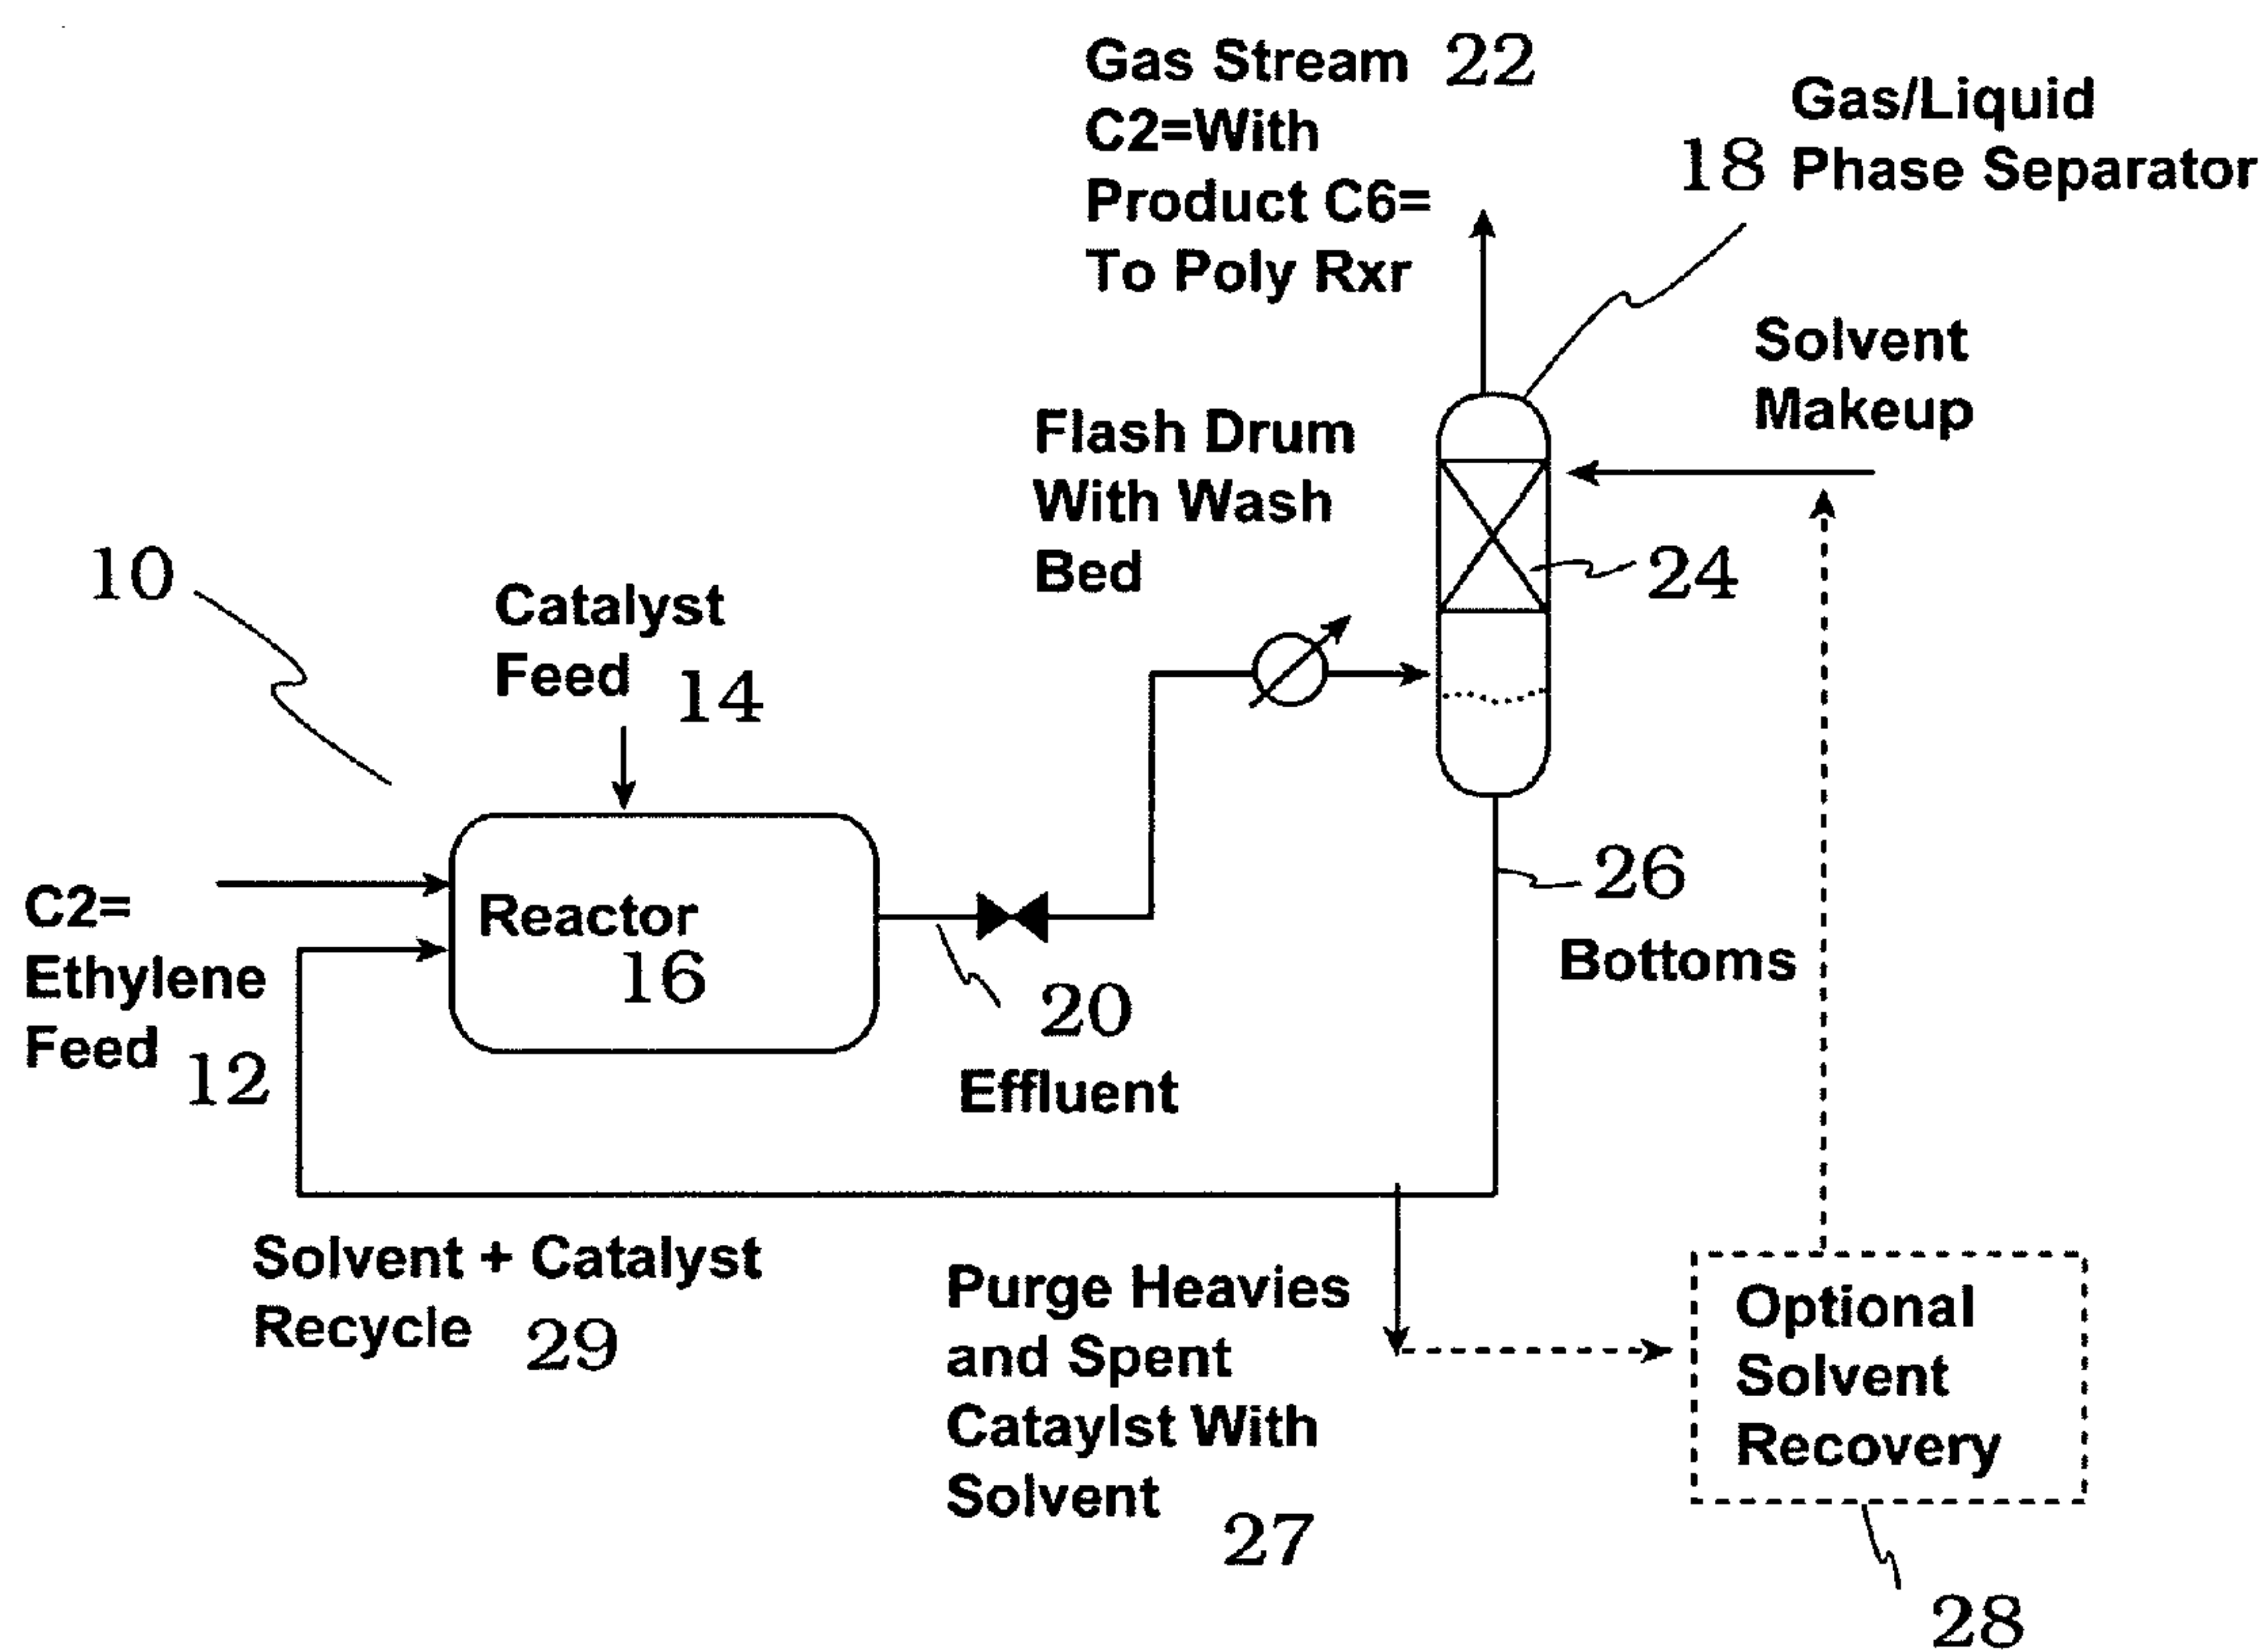 Gas Stream 22
C2=With
Product C6=
To Poly Rxr
Gas/Liquid
18 Phase Separator
Solvent
Makeup
Flash Drum
With Wash
Bed
24
10
Catalyst
Feed 14
C2=
Ethylene
Feed 12
Reactor
16
20
Effluent
26
Bottoms
Solvent + Catalyst
Recycle 29
Purge Heavies
and Spent
Cataylst With
Solvent
27
Optional
Solvent
Recovery
28